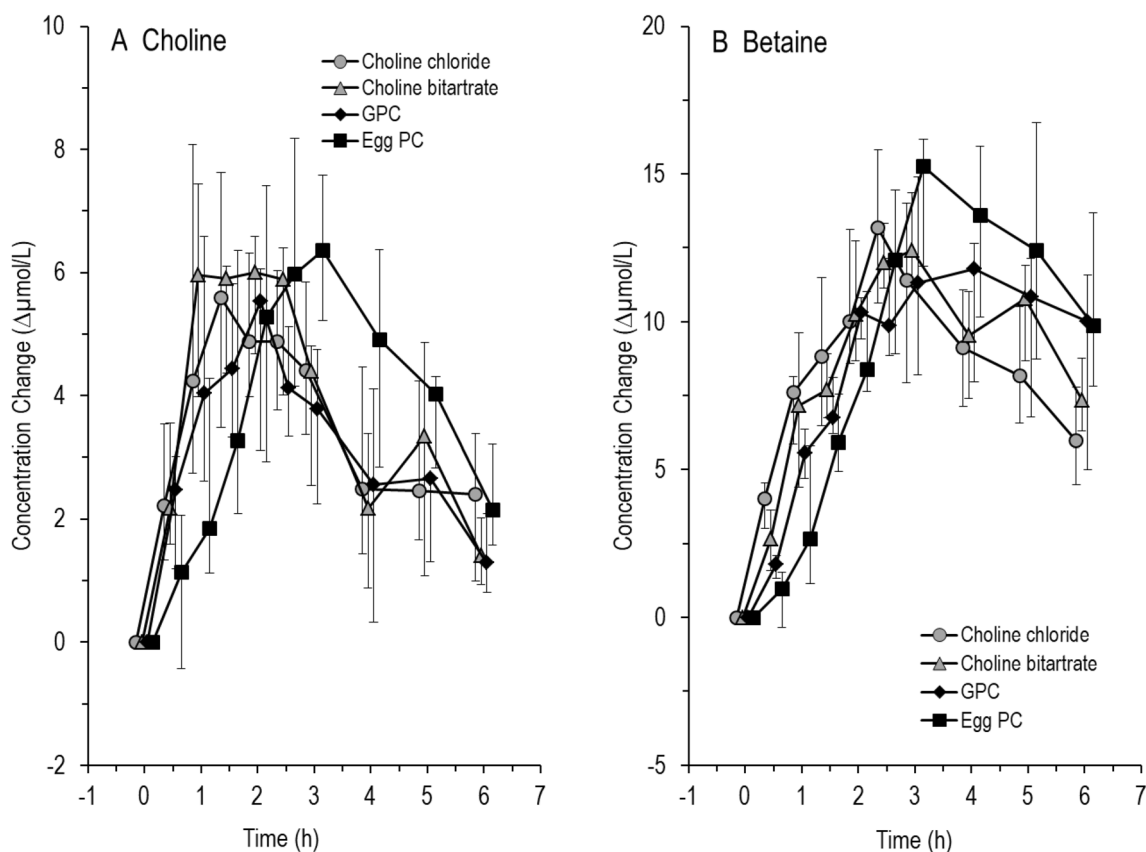 A Choline
Choline chloride
Choline bitartrate
GPC
Egg PC
Concentration Change (Δµmol/L)
10
8
6
4
2
0
-2
-1 0 1 2 3 4 5 6 7
Time (h)
B Betaine
Concentration Change (Δµmol/L)
20
15
10
5
0
-5
Choline chloride
Choline bitartrate
GPC
Egg PC
-1 0 1 2 3 4 5 6 7
Time (h)